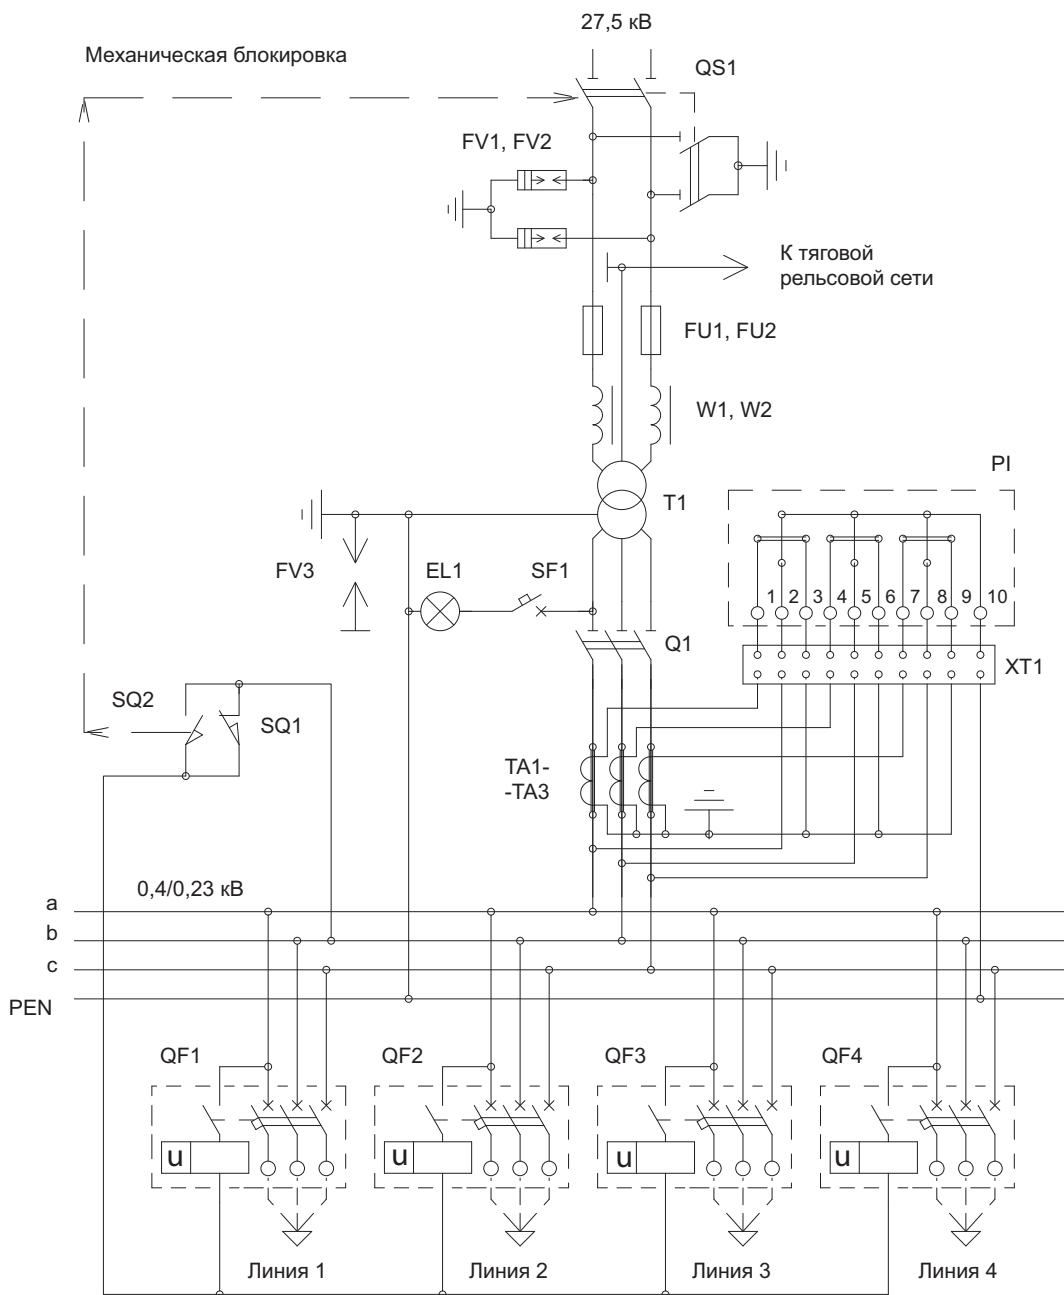 27,5 кВ
Механическая блокировка
QS1
FV1, FV2
К тяговой
рельсовой сети
FU1, FU2
W1, W2
PI
T1
FV3
EL1
SF1
1 2 3 4 5 6 7 8 9 10
Q1
XT1
SQ2
SQ1
TA1-
-TA3
0,4/0,23 кВ
a
b
c
PEN
QF1
QF2
QF3
QF4
u
u
u
u
Линия 1
Линия 2
Линия 3
Линия 4